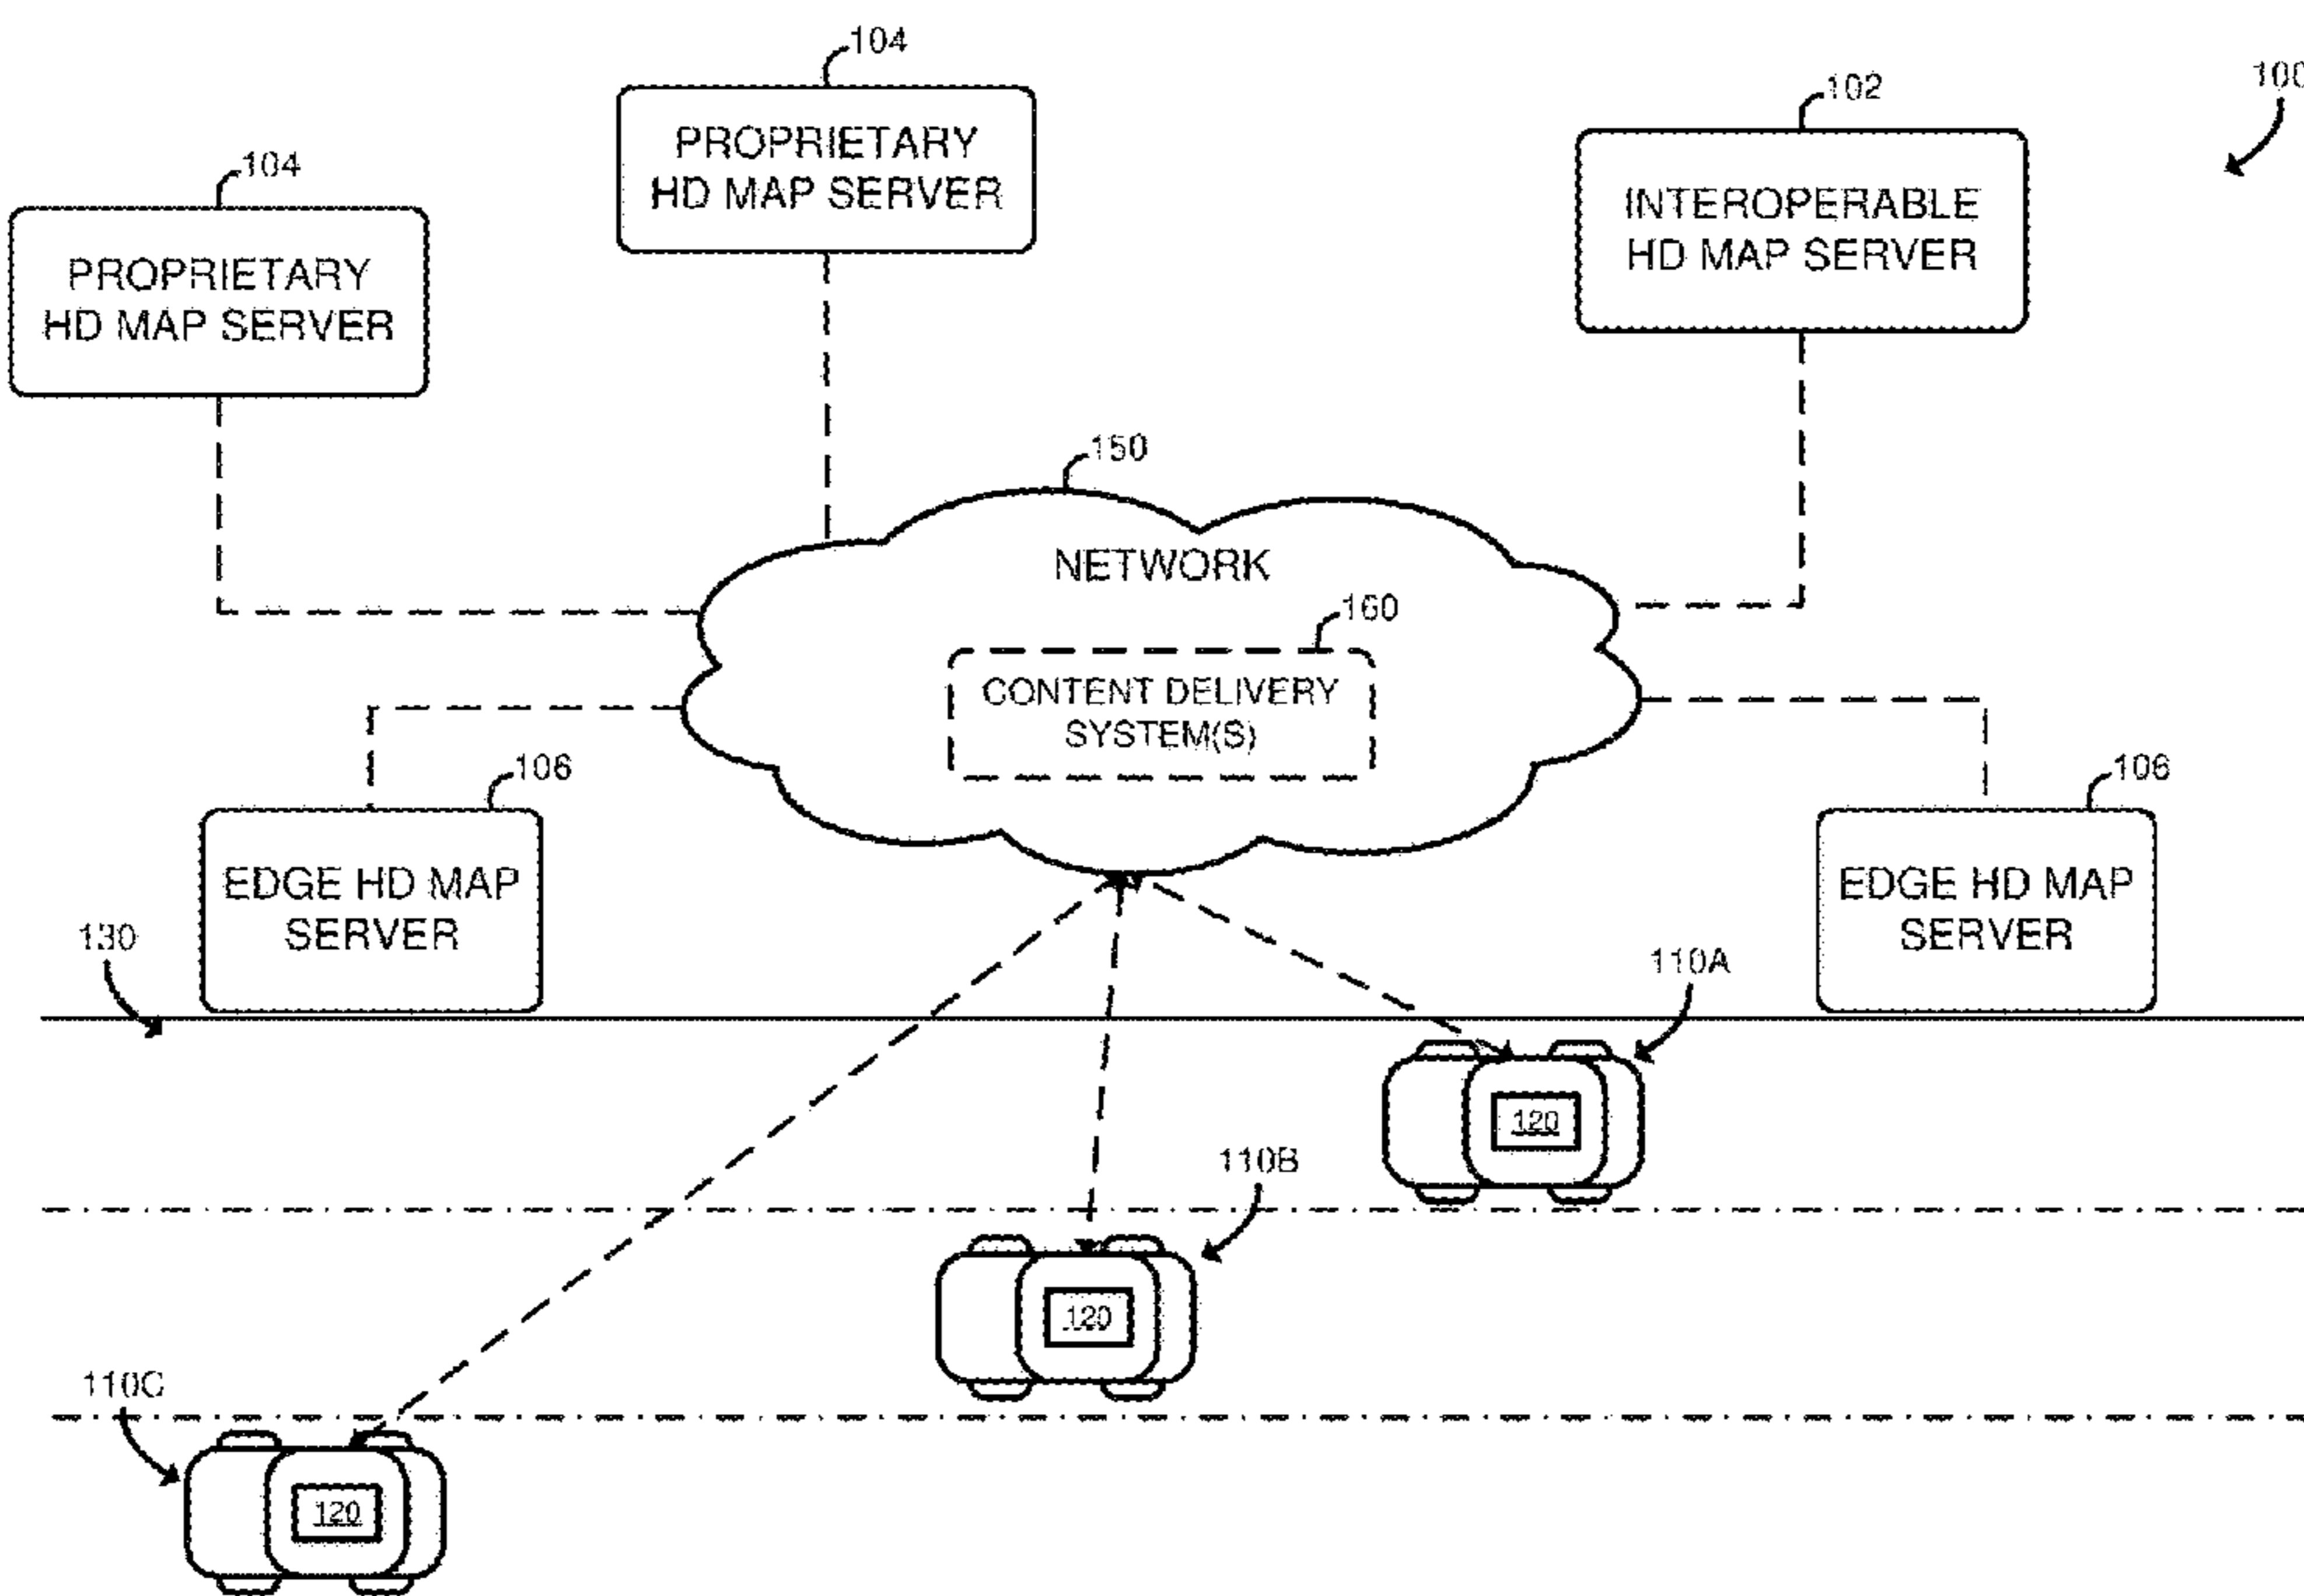 104
104
102
100
PROPRIETARY
HD MAP SERVER
PROPRIETARY
HD MAP SERVER
INTEROPERABLE
HD MAP SERVER
150
NETWORK
160
CONTENT DELIVERY
SYSTEM(S)
106
106
EDGE HD MAP
SERVER
EDGE HD MAP
SERVER
130
110A
120
110B
120
110C
120